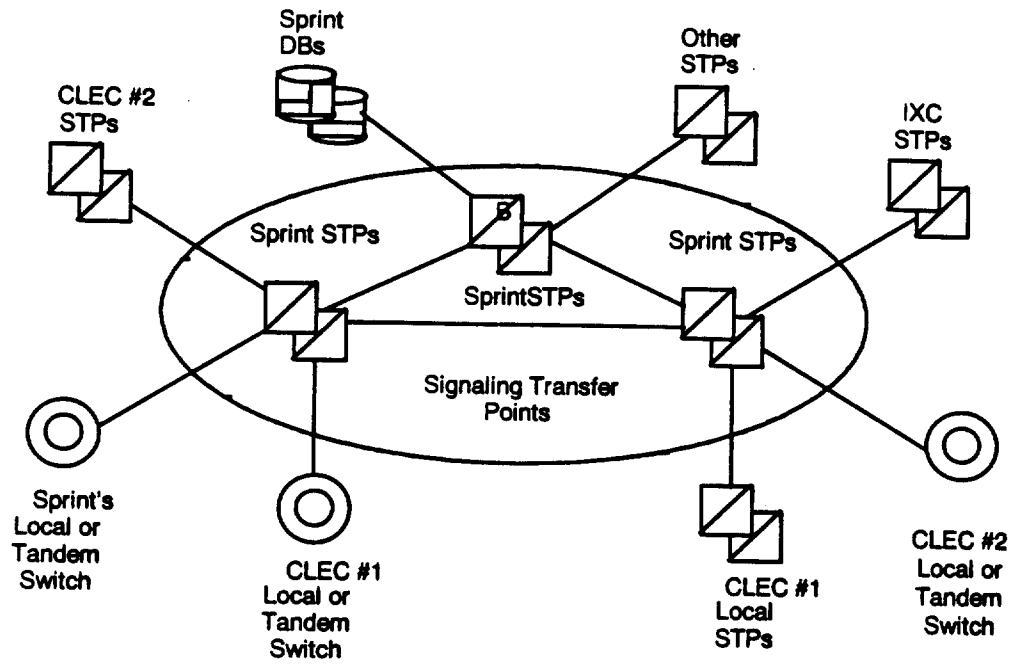 Sprint
DBs
Other
STPs
CLEC #2
STPs
IXC
STPs
B
Sprint STPs
Sprint STPs
SprintSTPs
Signaling Transfer
Points
Sprint's
Local or
Tandem
Switch
CLEC #1
Local or
Tandem
Switch
CLEC #1
Local
STPs
CLEC #2
Local or
Tandem
Switch